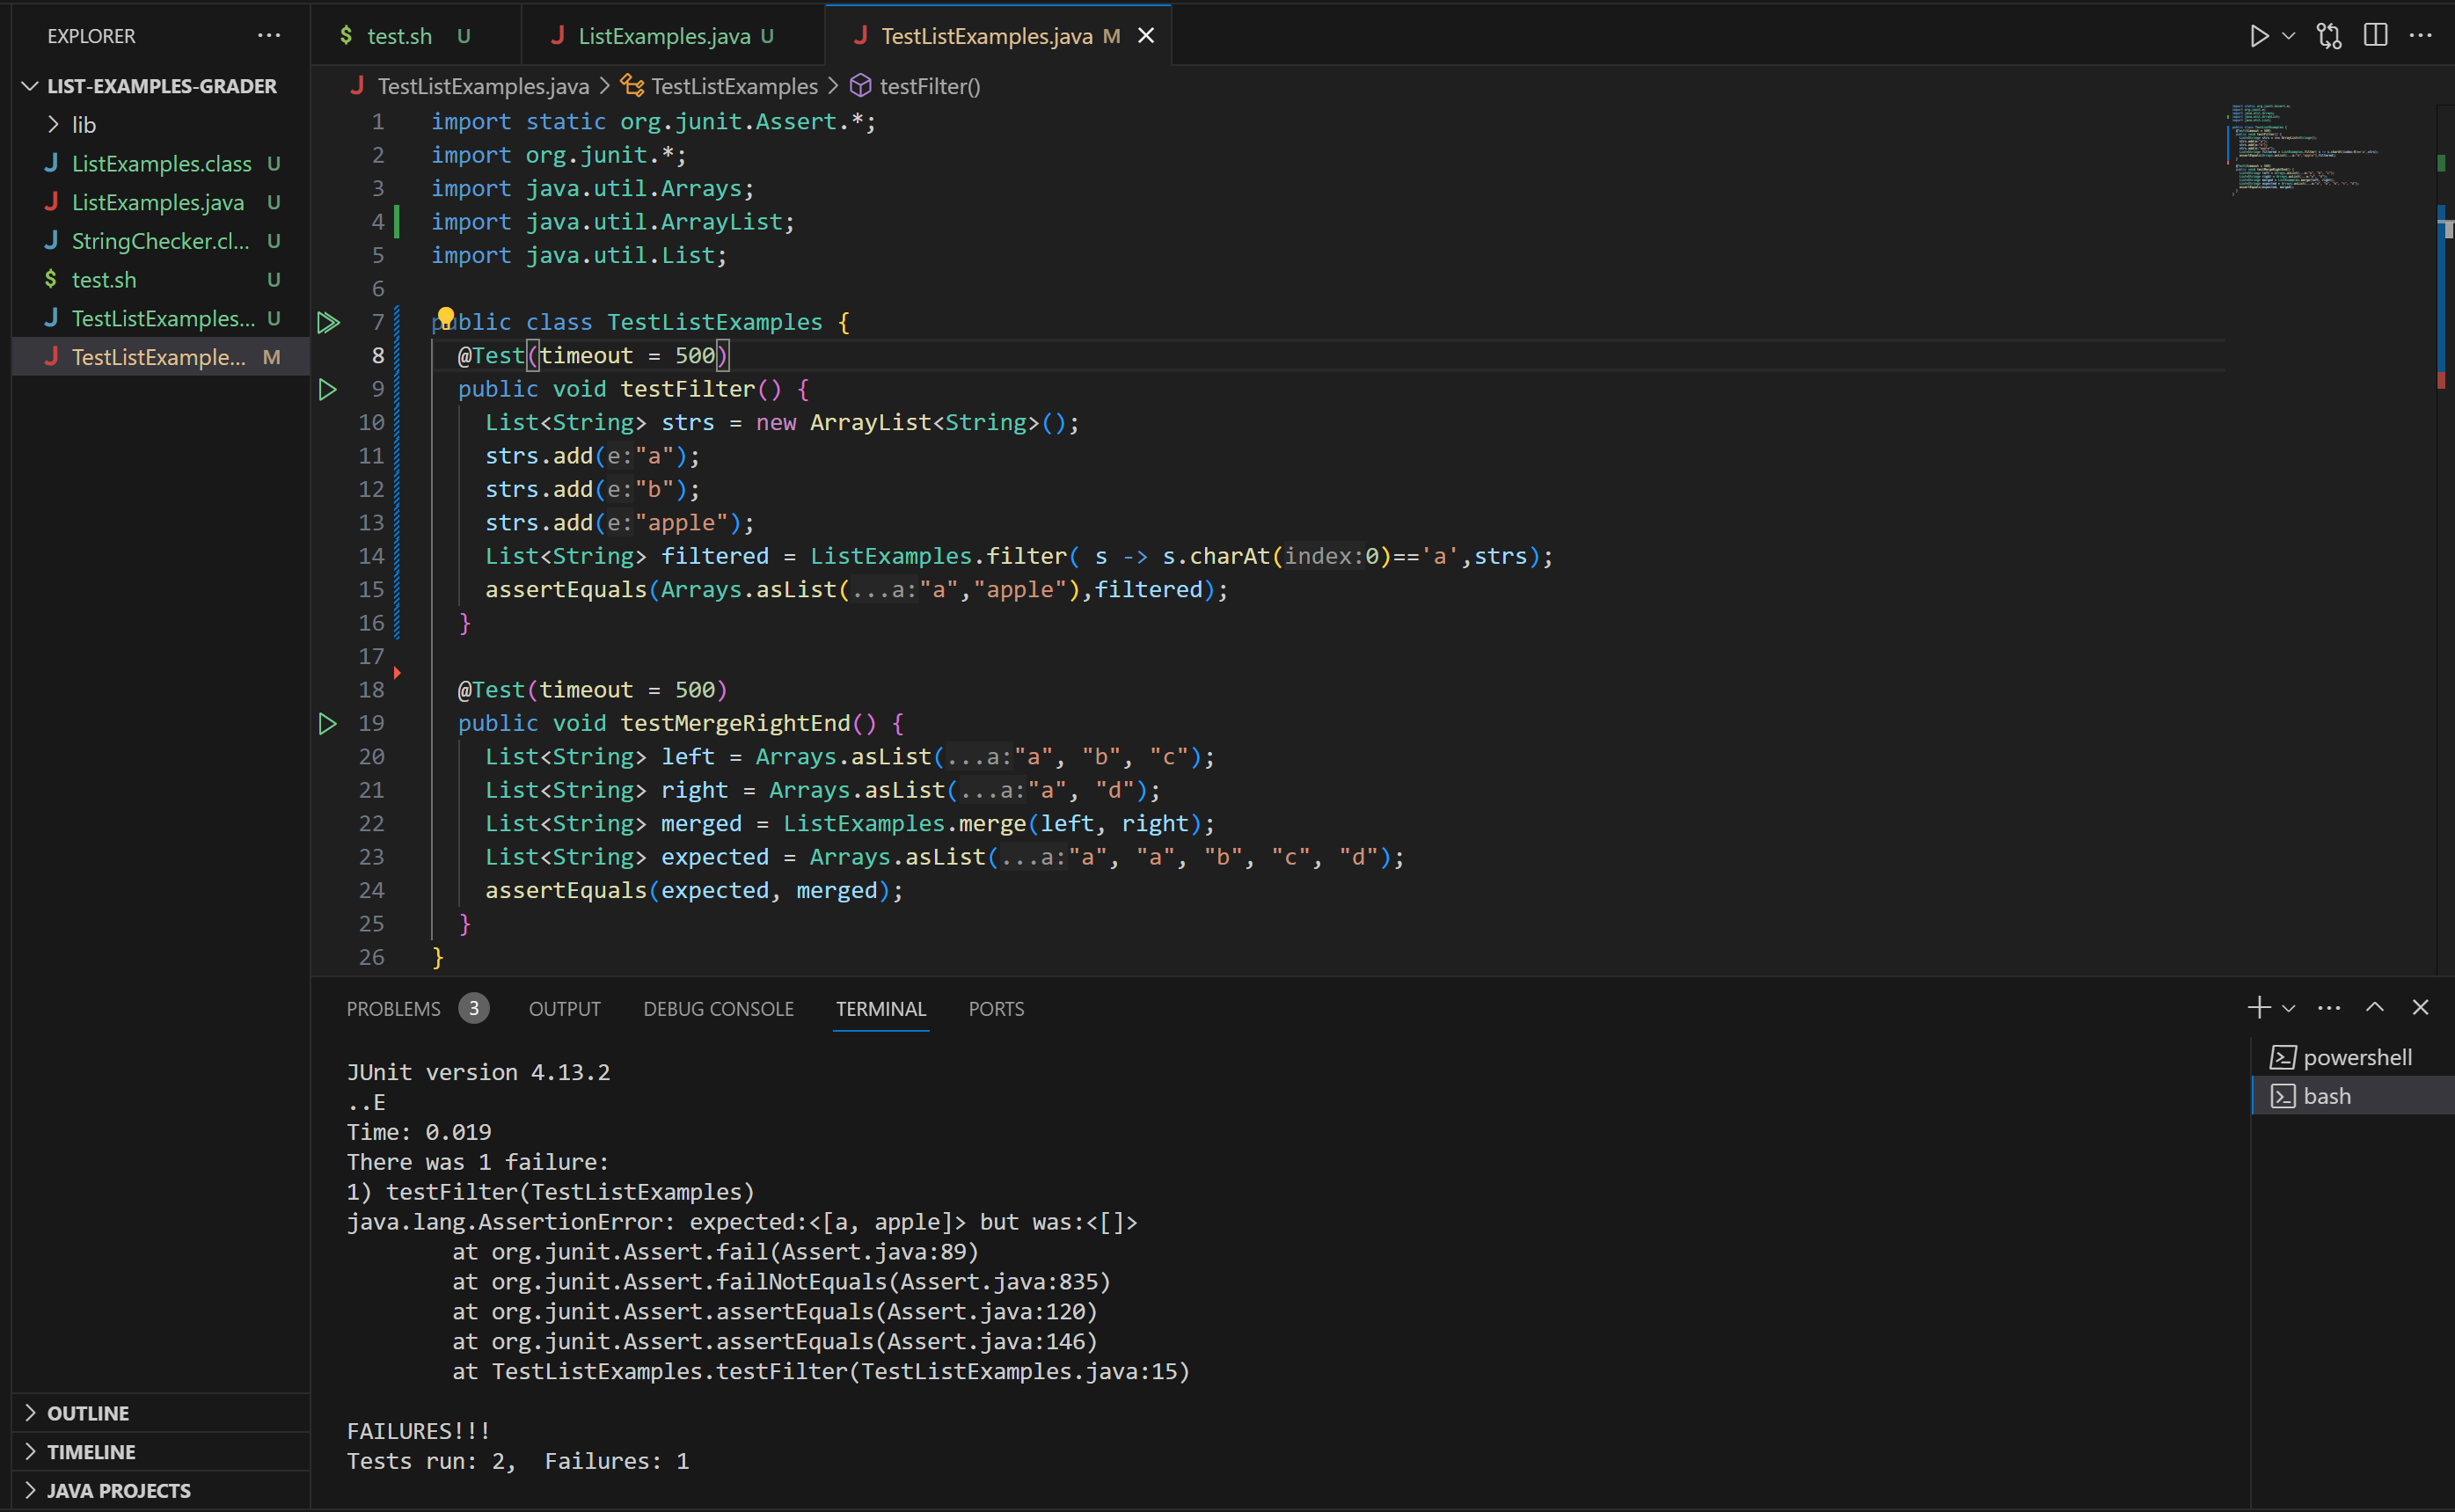 EXPLORER
LIST-EXAMPLES-GRADER
lib
ListExamples.class U
ListExamples.java U
StringChecker.cl... U
$ test.sh U
TestListExamples... U
TestListExample... M
OUTLINE
TIMELINE
JAVA PROJECTS
$ test.sh U
ListExamples.java U
TestListExamples.java M
TestListExamples.java > TestListExamples > testFilter()
1 import static org.junit.Assert.*;
2 import org.junit.*;
3 import java.util.Arrays;
4 import java.util.ArrayList;
5 import java.util.List;
6
7 public class TestListExamples {
8 @Test(timeout = 500)
9 public void testFilter() {
10 List<String> strs = new ArrayList<String>();
11 strs.add(e:"a");
12 strs.add(e:"b");
13 strs.add(e:"apple");
14 List<String> filtered = ListExamples.filter( s -> s.charAt(index:0)=='a',strs);
15 assertEquals(Arrays.asList(...a:"a","apple"),filtered);
16 }
17
18 @Test(timeout = 500)
19 public void testMergeRightEnd() {
20 List<String> left = Arrays.asList(...a:"a", "b", "c");
21 List<String> right = Arrays.asList(...a:"a", "d");
22 List<String> merged = ListExamples.merge(left, right);
23 List<String> expected = Arrays.asList(...a:"a", "a", "b", "c", "d");
24 assertEquals(expected, merged);
25 }
26 }
PROBLEMS 3 OUTPUT DEBUG CONSOLE TERMINAL PORTS
JUnit version 4.13.2
..E
Time: 0.019
There was 1 failure:
1) testFilter(TestListExamples)
java.lang.AssertionError: expected:<[a, apple]> but was:<[]>
at org.junit.Assert.fail(Assert.java:89)
at org.junit.Assert.failNotEquals(Assert.java:835)
at org.junit.Assert.assertEquals(Assert.java:120)
at org.junit.Assert.assertEquals(Assert.java:146)
at TestListExamples.testFilter(TestListExamples.java:15)
FAILURES!!!
Tests run: 2,  Failures: 1
powershell
bash